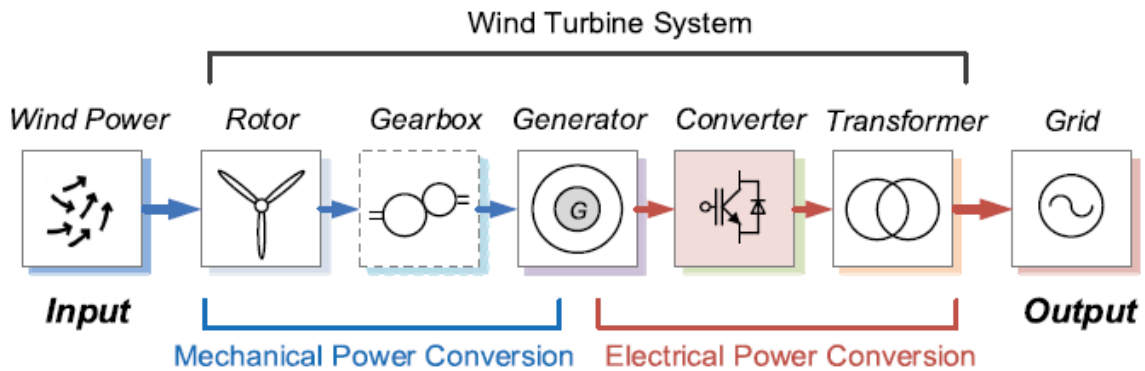 Wind Turbine System
Wind Power Rotor Gearbox Generator Converter Transformer Grid
G
Input Output
Mechanical Power Conversion Electrical Power Conversion